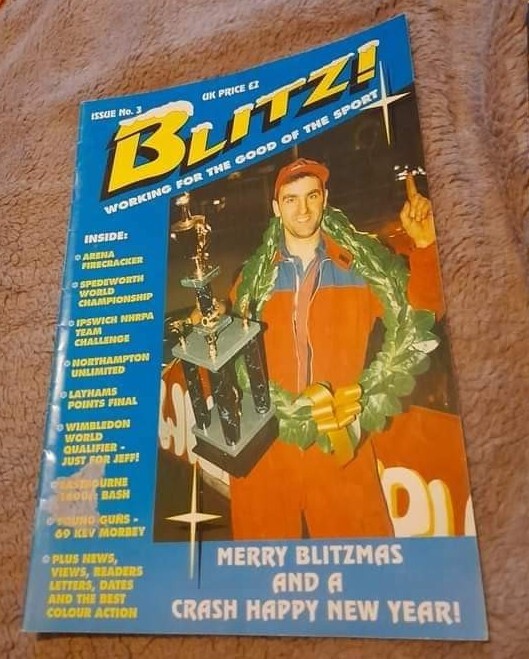 ISSUE No. 3
UK PRICE £2
BLITZ!
WORKING FOR THE GOOD OF THE SPORT
INSIDE:
ARENA
FIRECRACKER
SPEDEWORTH
WORLD
CHAMPIONSHIP
IPSWICH NHRPA
TEAM
CHALLENGE
NORTHAMPTON
UNLIMITED
LAYHAMS
POINTS FINAL
WIMBLEDON
WORLD
QUALIFIER -
JUST FOR JEFF!
EASTBOURNE
BASH
YOUNG GUNS -
69 KEV MORBEY
PLUS NEWS,
VIEWS, READERS
LETTERS, DATES
AND THE BEST
COLOUR ACTION
MERRY BLITZMAS
AND A
CRASH HAPPY NEW YEAR!